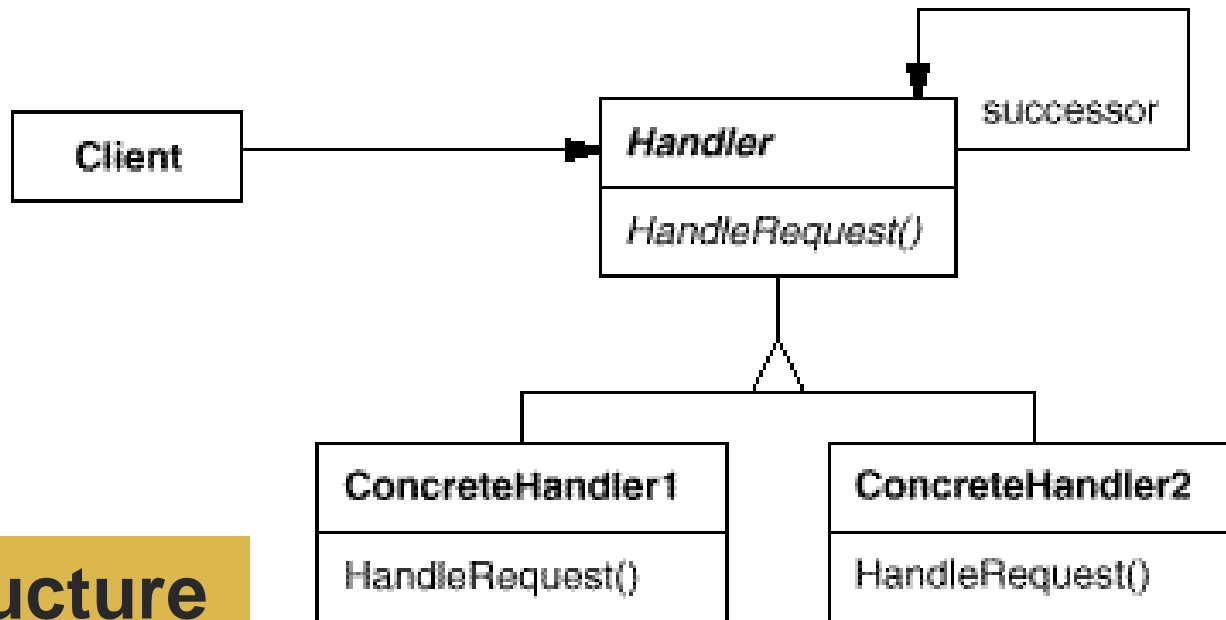 successor
Client
Handler
HandleRequest()
ConcreteHandler1
ConcreteHandler2
HandleRequest()
HandleRequest()
ucture